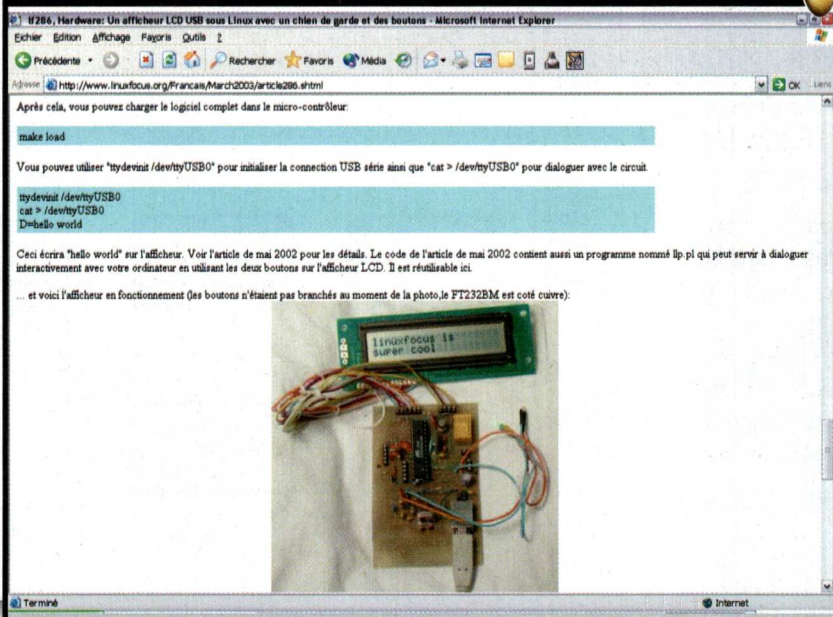 lf286, Hardware: Un afficheur LCD USB sous Linux avec un chien de garde et des boutons - Microsoft Internet Explorer
Fichier Edition Affichage Favoris Outils ?
Précédente Rechercher Favoris Média
Adresse http://www.linuxfocus.org/Francais/March2003/article286.shtml OK Liens
Après cela, vous pouvez charger le logiciel complet dans le micro-contrôleur:
make load
Vous pouvez utiliser "ttydevinit /dev/ttyUSB0" pour initialiser la connection USB série ainsi que "cat > /dev/ttyUSB0" pour dialoguer avec le circuit.
ttydevinit /dev/ttyUSB0
cat > /dev/ttyUSB0
D=hello world
Ceci écrira "hello world" sur l'afficheur. Voir l'article de mai 2002 pour les détails. Le code de l'article de mai 2002 contient aussi un programme nommé llp.pl qui peut servir à dialoguer
interactivement avec votre ordinateur en utilisant les deux boutons sur l'afficheur LCD. Il est réutilisable ici.
... et voici l'afficheur en fonctionnement (les boutons n'étaient pas branchés au moment de la photo,le FT232BM est coté cuivre):
linuxfocus is
super cool
Terminé Internet